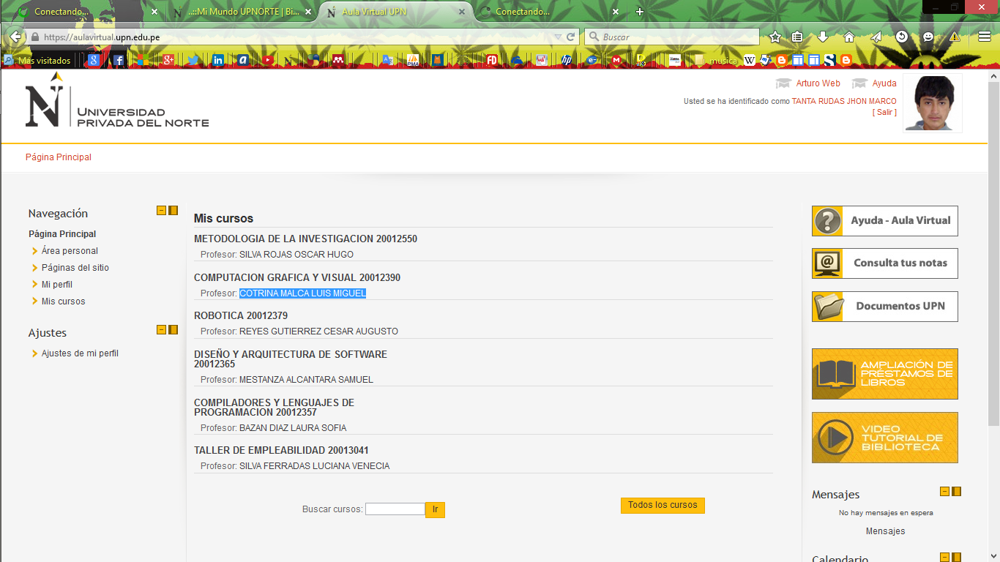 Conectando...
..::Mi Mundo UPNORTE | Bi...
Aula Virtual UPN
Conectando...
https://aulavirtual.upn.edu.pe
Buscar
Más visitados
musica
UNIVERSIDAD
PRIVADA DEL NORTE
Arturo Web
Ayuda
Usted se ha identificado como TANTA RUDAS JHON MARCO
[ Salir ]
Página Principal
Navegación
Página Principal
Área personal
Páginas del sitio
Mi perfil
Mis cursos
Ajustes
Ajustes de mi perfil
Mis cursos
METODOLOGIA DE LA INVESTIGACION 20012550
Profesor: SILVA ROJAS OSCAR HUGO
COMPUTACION GRAFICA Y VISUAL 20012390
Profesor: COTRINA MALCA LUIS MIGUEL
ROBOTICA 20012379
Profesor: REYES GUTIERREZ CESAR AUGUSTO
DISEÑO Y ARQUITECTURA DE SOFTWARE
20012365
Profesor: MESTANZA ALCANTARA SAMUEL
COMPILADORES Y LENGUAJES DE
PROGRAMACION 20012357
Profesor: BAZAN DIAZ LAURA SOFIA
TALLER DE EMPLEABILIDAD 20013041
Profesor: SILVA FERRADAS LUCIANA VENECIA
Buscar cursos:
Ir
Todos los cursos
Ayuda - Aula Virtual
Consulta tus notas
Documentos UPN
AMPLIACIÓN DE
PRÉSTAMOS DE
LIBROS
VIDEO
TUTORIAL DE
BIBLIOTECA
Mensajes
No hay mensajes en espera
Mensajes
Calendario